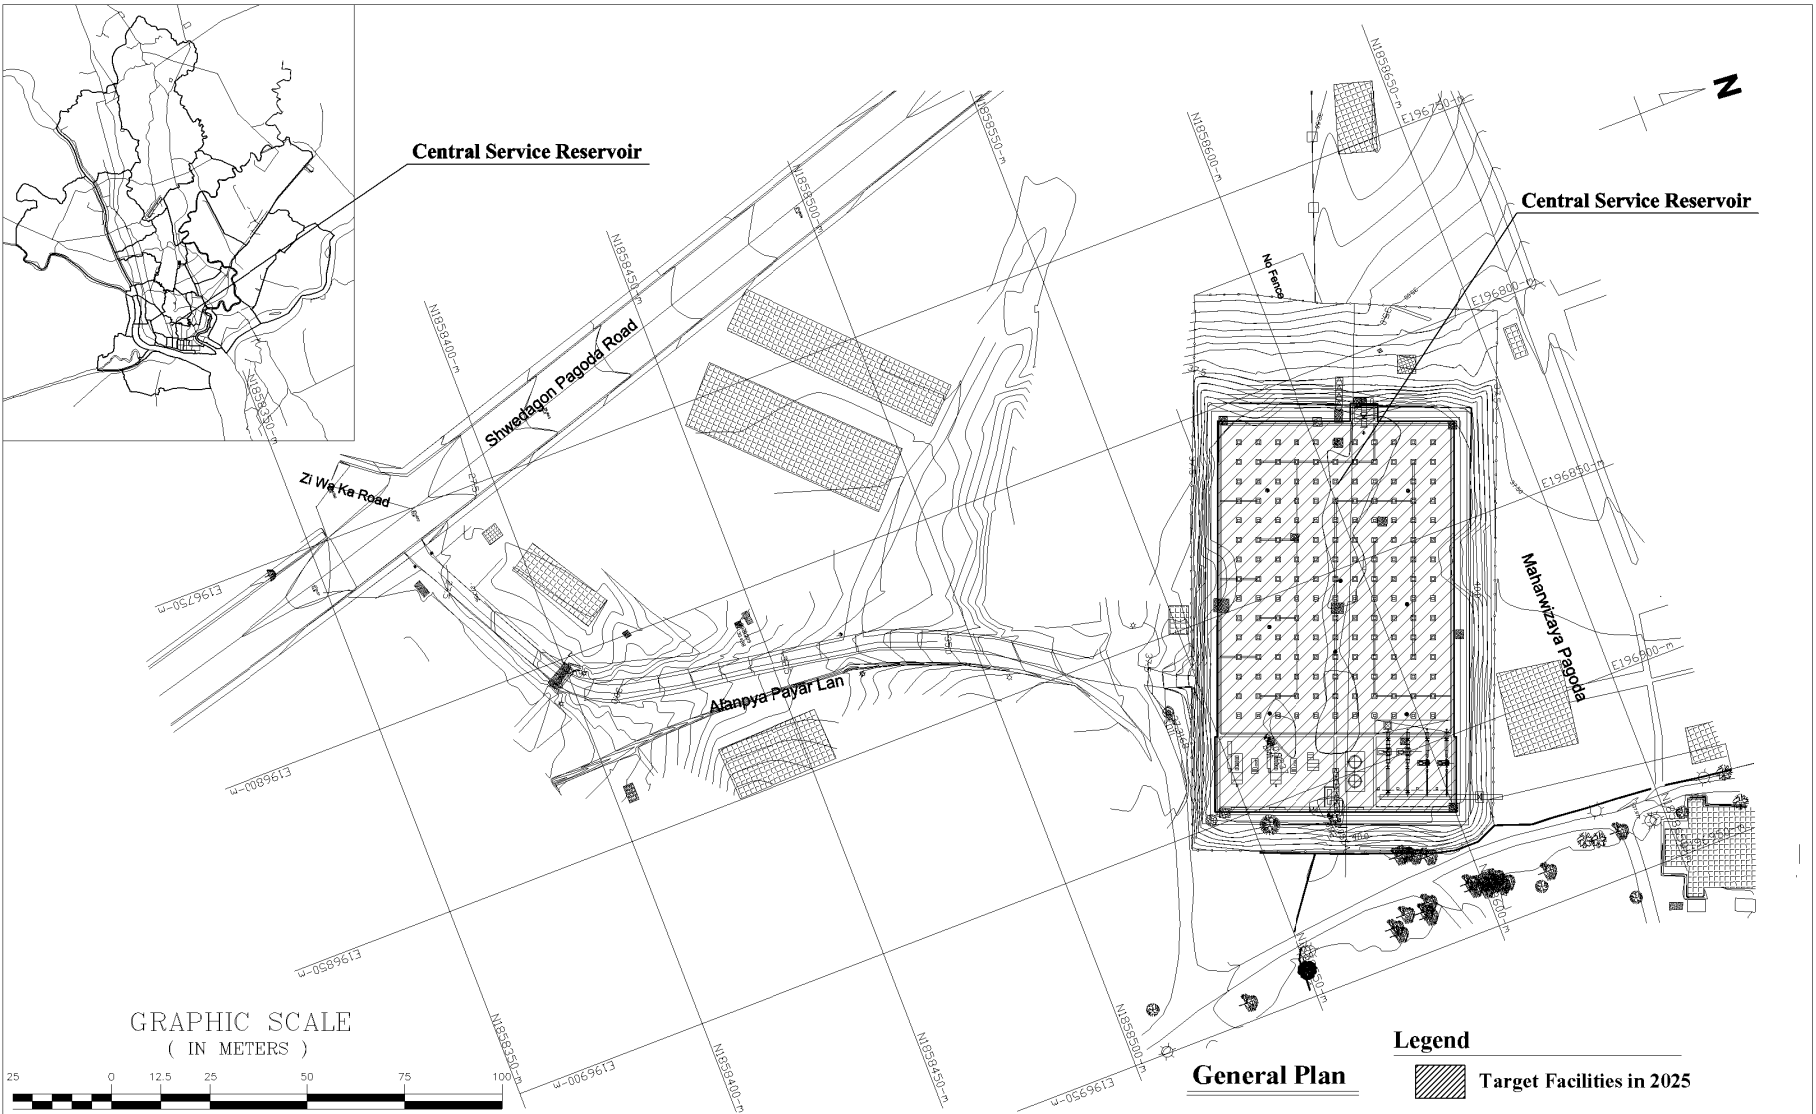 Central Service Reservoir
N1858350-m
N1858650-m
E196750-m
N
N1858550-m
N1858600-m
N1858500-m
Central Service Reservoir
N1858450-m
No Fence
E196800-m
N1858400-m
Shwedagon Pagoda Road
Zi Wa Ka Road
E196850-m
E196750-m
Maharwizaya Pagoda
E196900-m
Afanpya Payar Lan
E196800-m
E196850-m
N1858350-m
N1858400-m
N1858450-m
N1858500-m
E196900-m
E196950-m
GRAPHIC SCALE
( IN METERS )
25 0 12.5 25 50 75 100
General Plan
Legend
Target Facilities in 2025